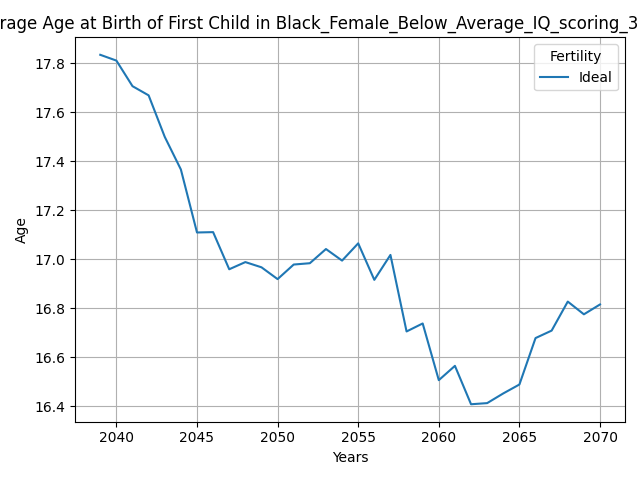 rage Age at Birth of First Child in Black_Female_Below_Average_IQ_scoring_3
Fertility
Ideal
17.8
17.6
17.4
17.2
17.0
16.8
16.6
16.4
Age
2040 2045 2050 2055 2060 2065 2070
Years